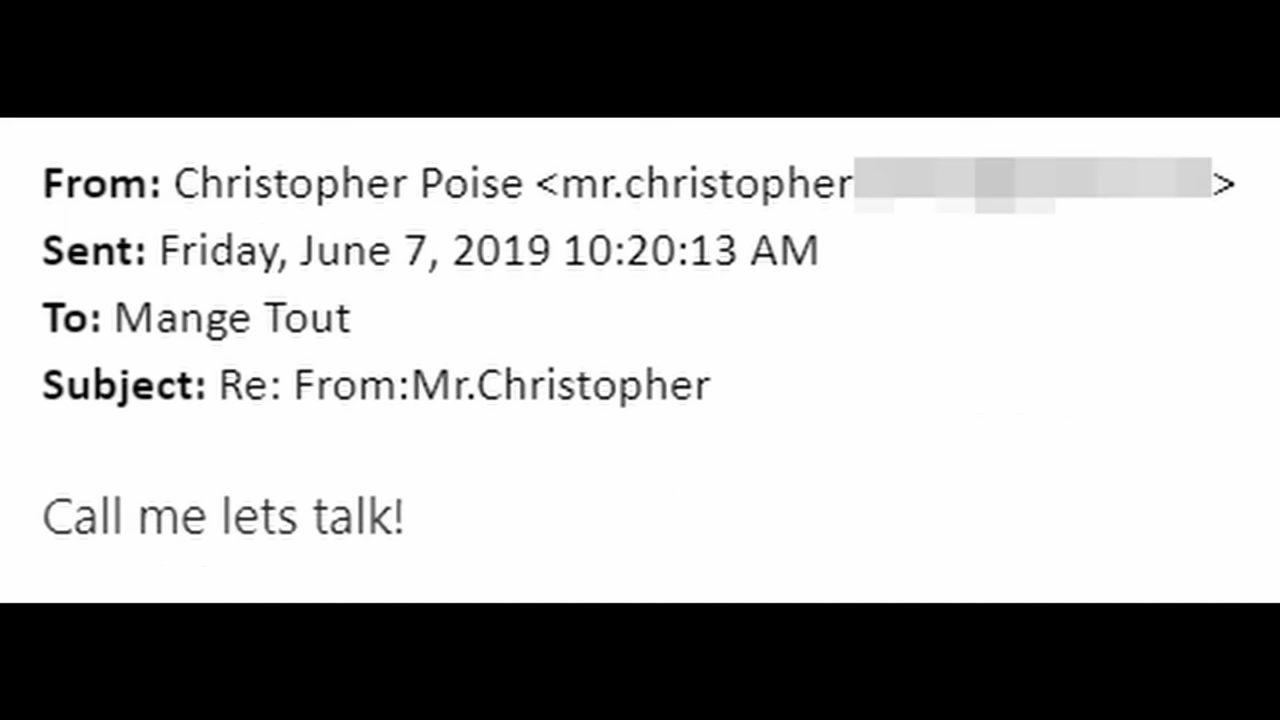 From: Christopher Poise <mr.christopher>
Sent: Friday, June 7, 2019 10:20:13 AM
To: Mange Tout
Subject: Re: From:Mr.Christopher
Call me lets talk!